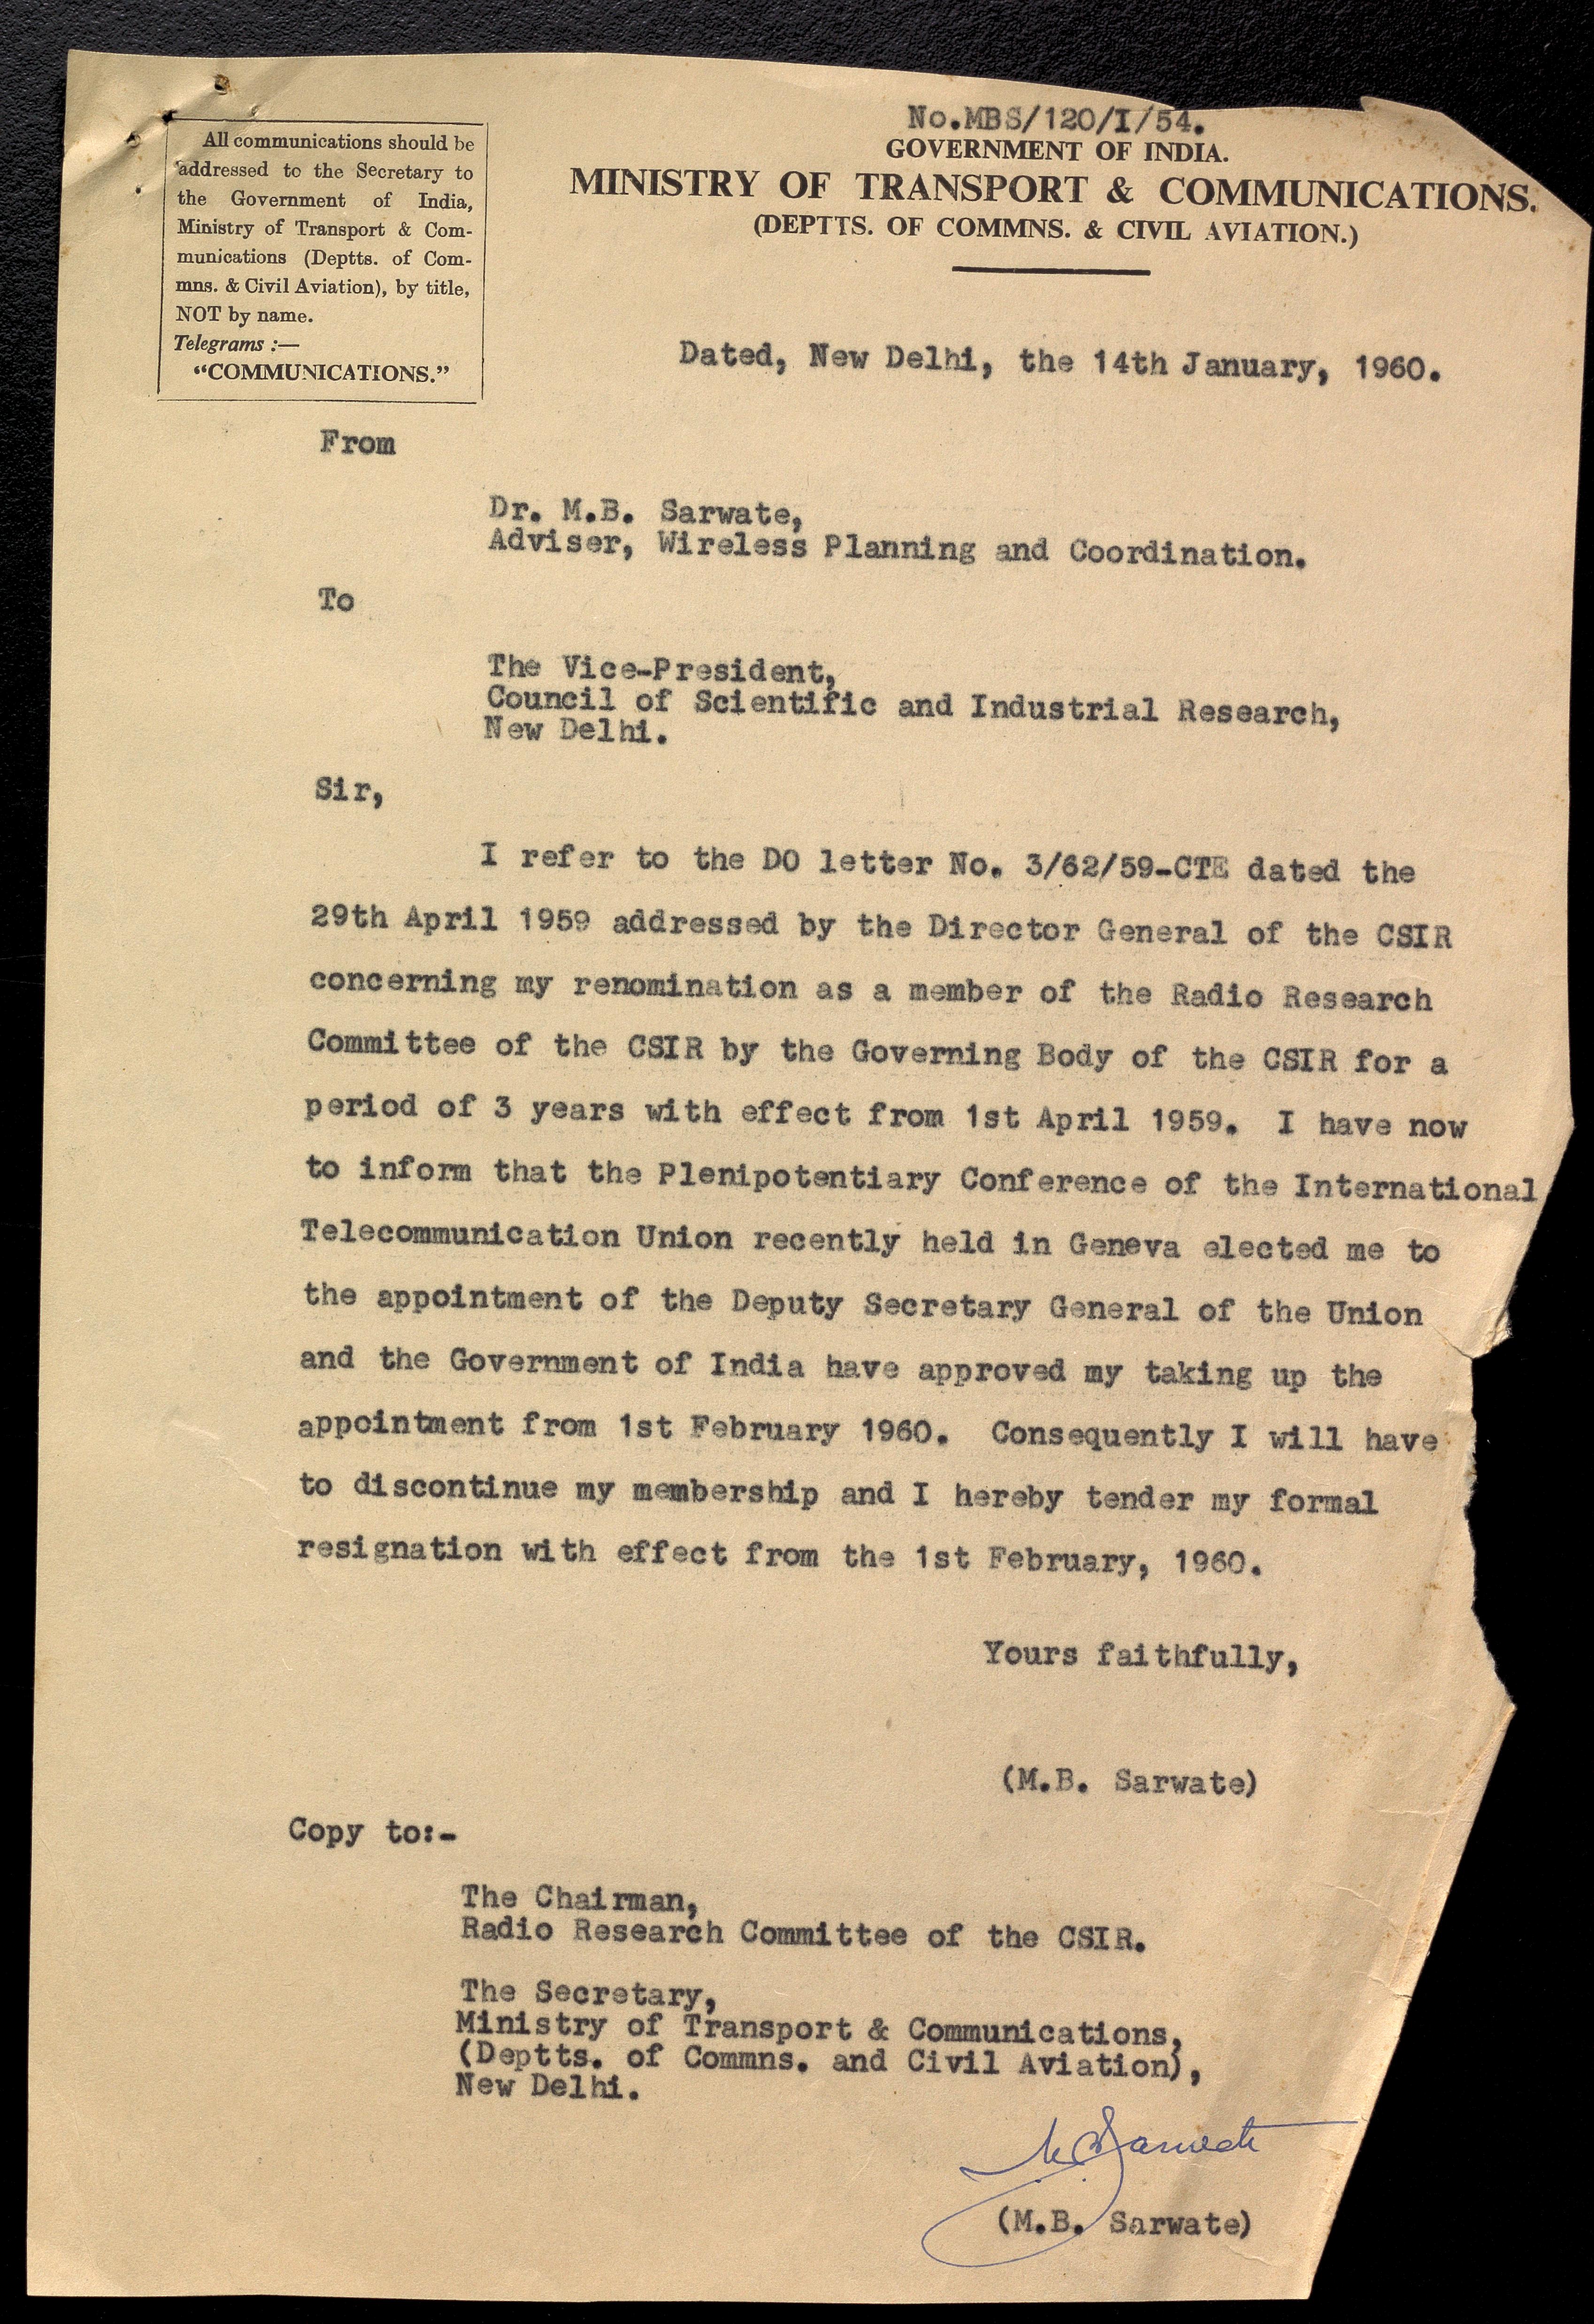 No.MBS/120/I/54.
GOVERNMENT OF INDIA.
MINISTRY OF TRANSPORT & COMMUNICATIONS.
(DEPTTS. OF COMMNS. & CIVIL AVIATION.)
All communications should be
addressed to the Secretary to
the Government of India,
Ministry of Transport & Com-
munications (Deptts. of Com-
mns. & Civil Aviation), by title,
NOT by name.
Telegrams :—
“COMMUNICATIONS.”
Dated, New Delhi, the 14th January, 1960.
From
Dr. M.B. Sarwate,
Adviser, Wireless Planning and Coordination.
To
The Vice-President,
Council of Scientific and Industrial Research,
New Delhi.
Sir,
I refer to the DO letter No. 3/62/59-CTE dated the
29th April 1959 addressed by the Director General of the CSIR
concerning my renomination as a member of the Radio Research
Committee of the CSIR by the Governing Body of the CSIR for a
period of 3 years with effect from 1st April 1959. I have now
to inform that the Plenipotentiary Conference of the International
Telecommunication Union recently held in Geneva elected me to
the appointment of the Deputy Secretary General of the Union
and the Government of India have approved my taking up the
appointment from 1st February 1960. Consequently I will have
to discontinue my membership and I hereby tender my formal
resignation with effect from the 1st February, 1960.
Yours faithfully,
(M.B. Sarwate)
Copy to:-
The Chairman,
Radio Research Committee of the CSIR.
The Secretary,
Ministry of Transport & Communications,
(Deptts. of Commns. and Civil Aviation),
New Delhi.
MBSarwate
(M.B. Sarwate)